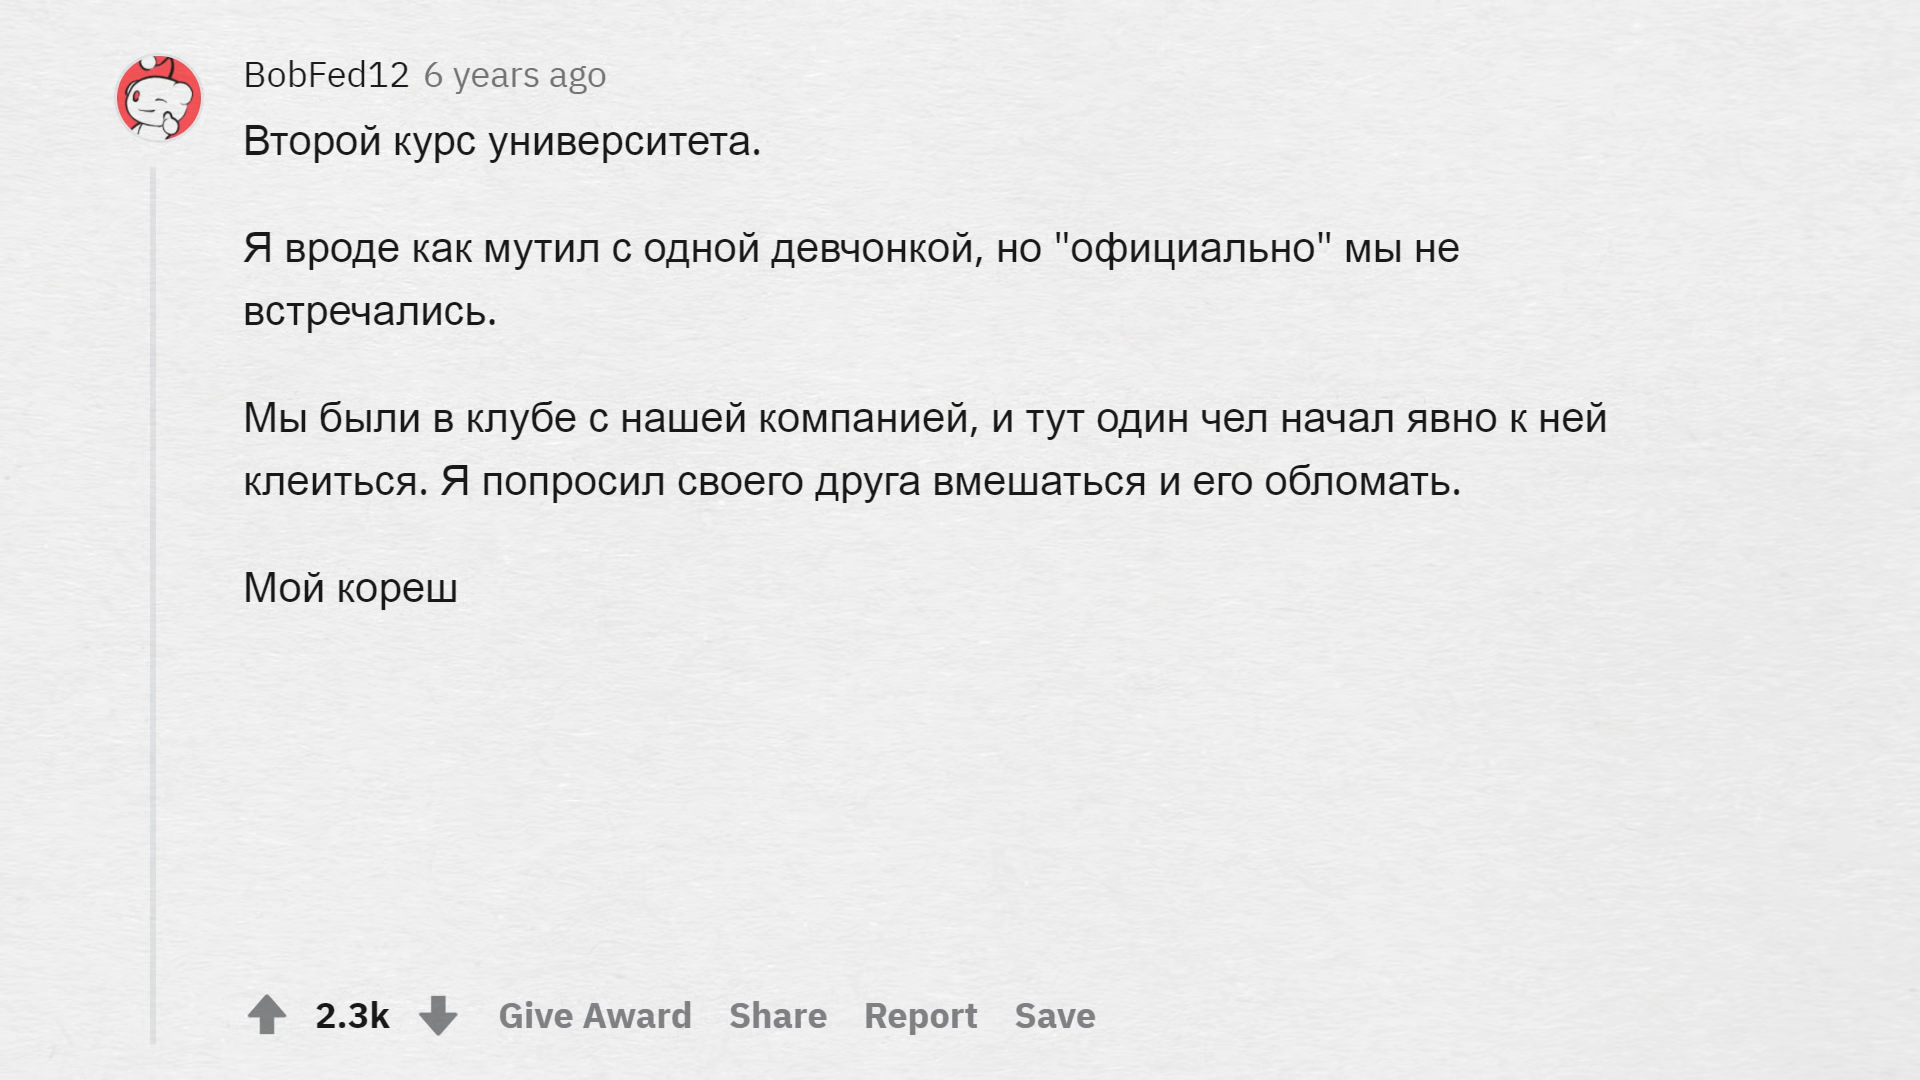 BobFed12 6 years ago
Второй курс университета.
Я вроде как мутил с одной девчонкой, но "официально" мы не
встречались.
Мы были в клубе с нашей компанией, и тут один чел начал явно к ней
клеиться. Я попросил своего друга вмешаться и его обломать.
Мой кореш
2.3k Give Award Share Report Save